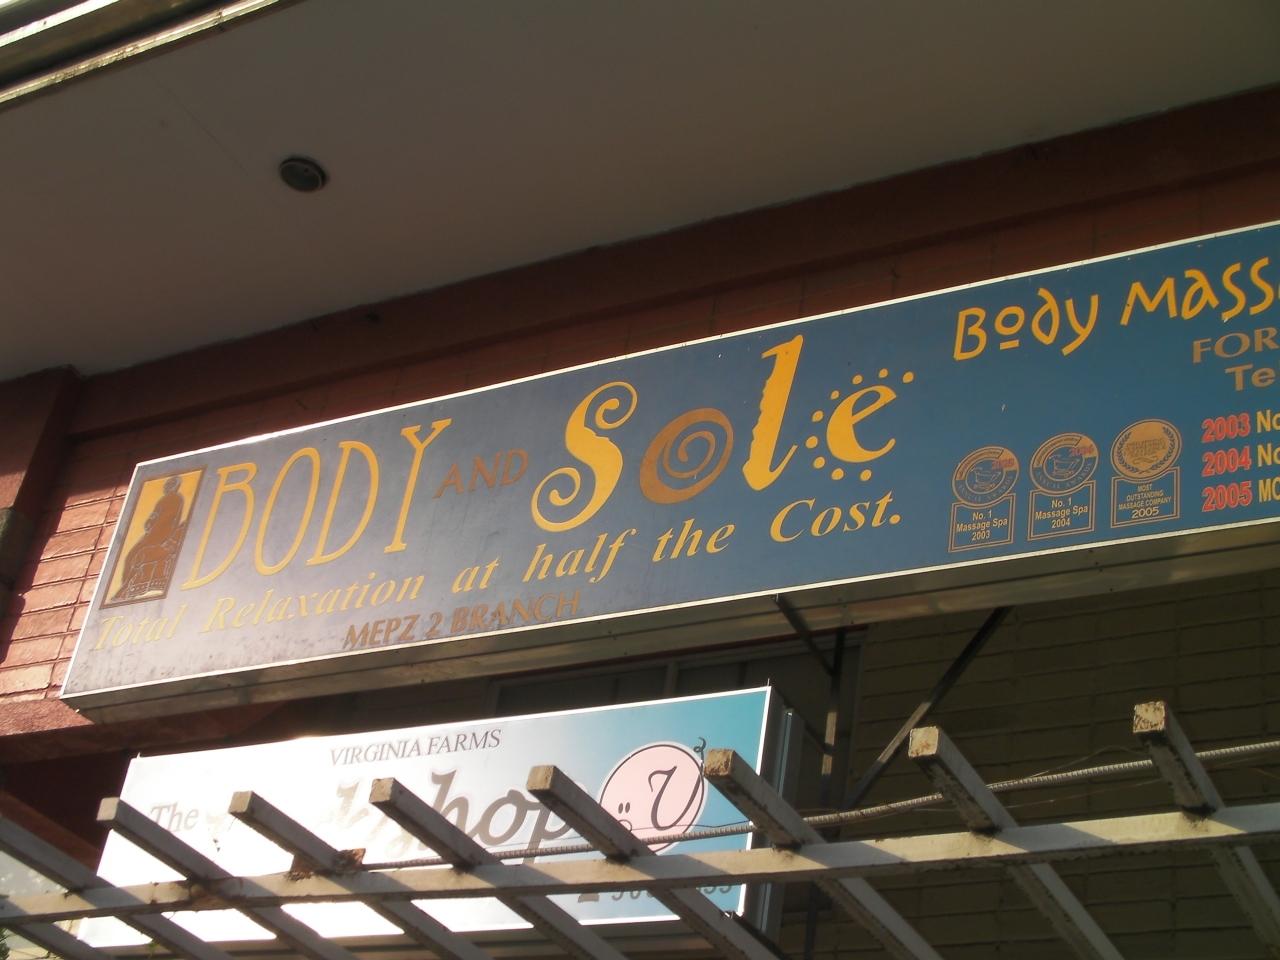 BODY AND Sole
Total Relaxation at half the Cost.
MEPZ 2 BRANCH
Body
FOR
No. 1
Massage Spa
2003
No. 1
Massage Spa
2004
MOST
OUTSTANDING
MASSAGE COMPANY
2005
2003 No
2004 No
2005 MO
VIRGINIA FARMS
The
shop
V